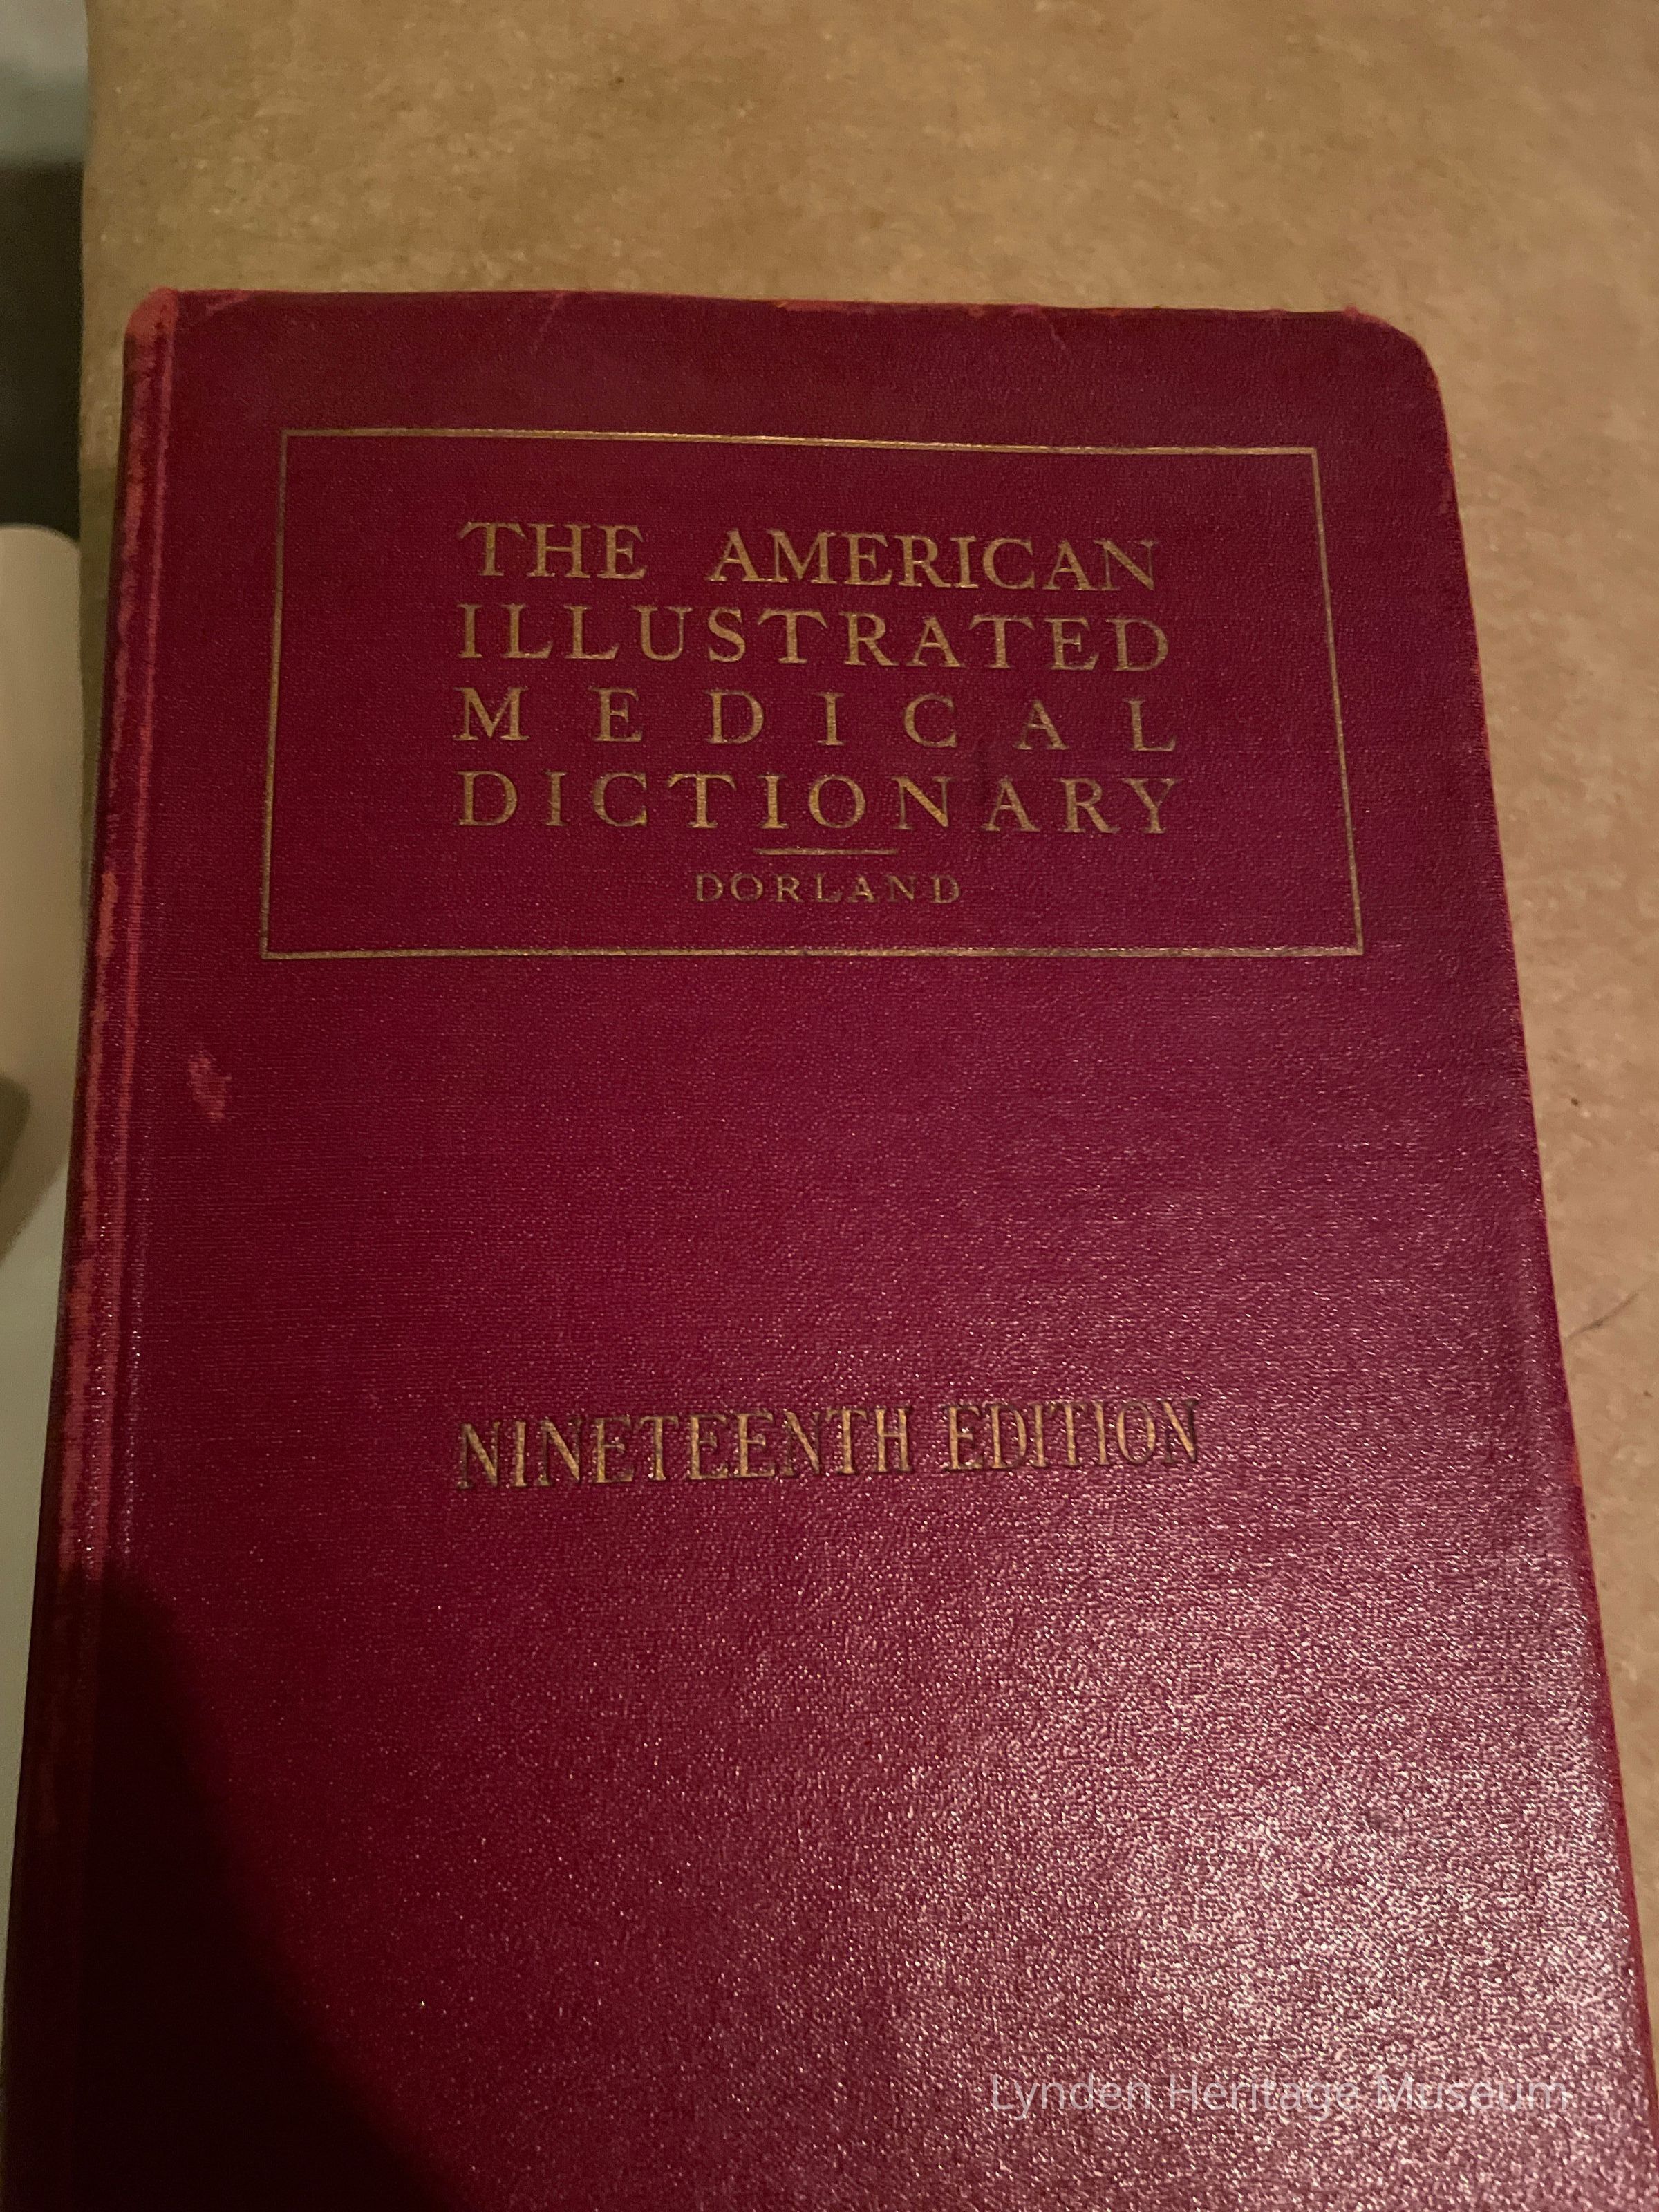 THE AMERICAN
ILLUSTRATED
MEDICAL
DICTIONARY
DORLAND
NINETEENTH EDITION
Lynden Heritage Museum